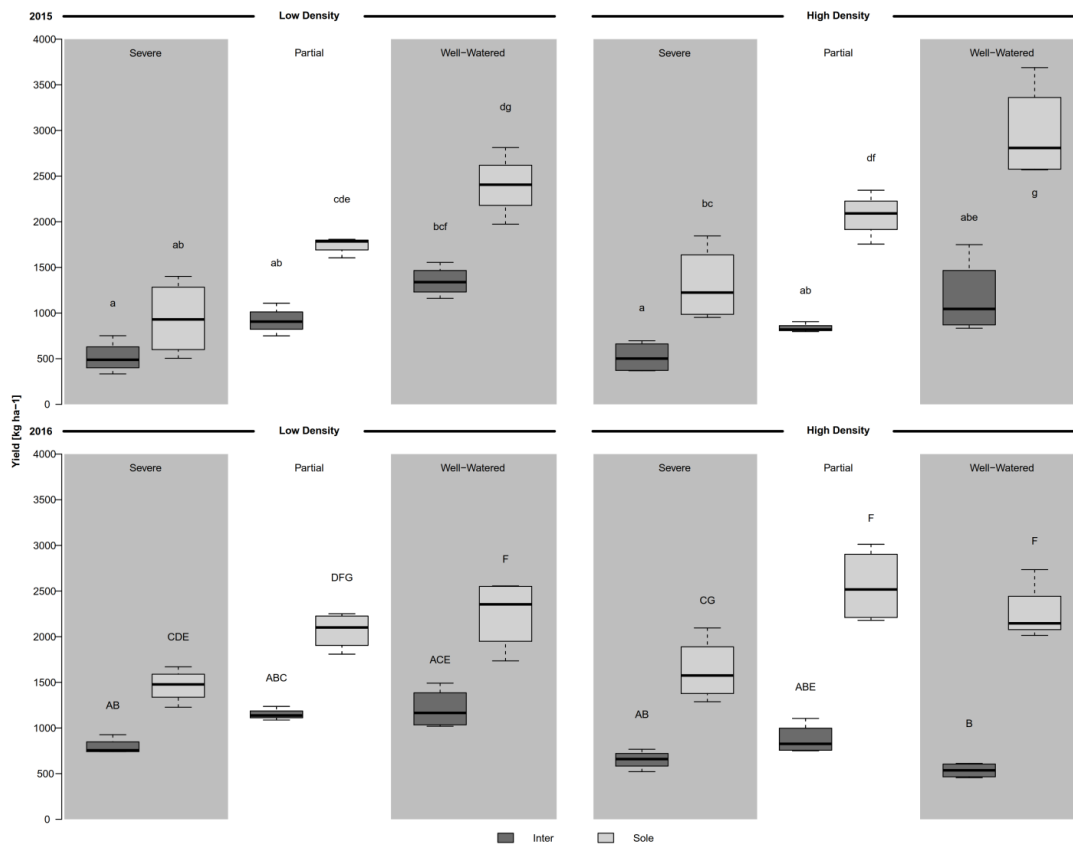 2015 Low Density High Density
4000 Severe Partial Well−Watered Severe Partial Well−Watered
3500
3000
2500
2000
1500
1000
500
0
a ab ab cde bcf dg a bc ab df abe g
Yield [kg ha−1]
2016 Low Density High Density
4000 Severe Partial Well−Watered Severe Partial Well−Watered
3500
3000
2500
2000
1500
1000
500
0
AB CDE ABC DFG ACE F AB CG ABE F B F
Inter Sole